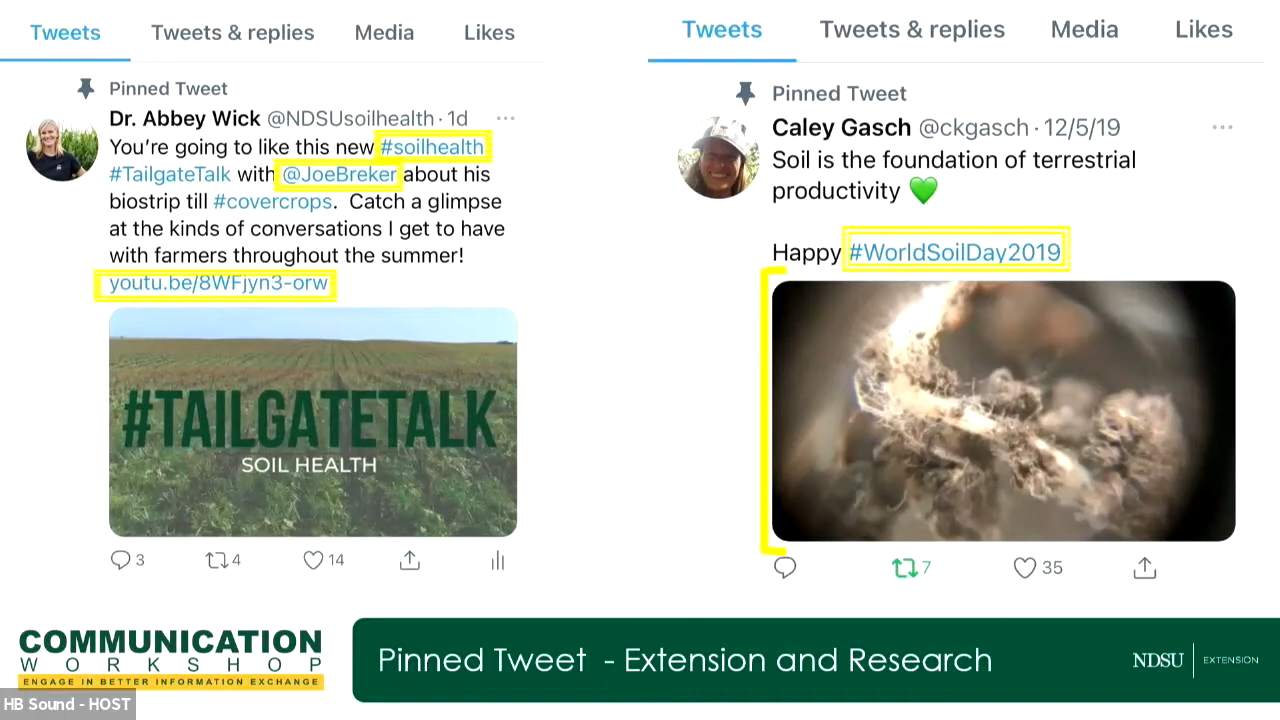 Tweets Tweets & replies Media Likes
Pinned Tweet
Dr. Abbey Wick @NDSUsoilhealth · 1d
You're going to like this new #soilhealth
#TailgateTalk with @JoeBreker about his
biostrip till #covercrops. Catch a glimpse
at the kinds of conversations I get to have
with farmers throughout the summer!
youtu.be/8WFjyn3-orw
#TAILGATETALK
SOIL HEALTH
3 4 14
Tweets Tweets & replies Media Likes
Pinned Tweet
Caley Gasch @ckgasch · 12/5/19
Soil is the foundation of terrestrial
productivity 💚
Happy #WorldSoilDay2019
7 35
COMMUNICATION
WORKSHOP
ENGAGE IN BETTER INFORMATION EXCHANGE
Pinned Tweet - Extension and Research
NDSU EXTENSION
HB Sound - HOST